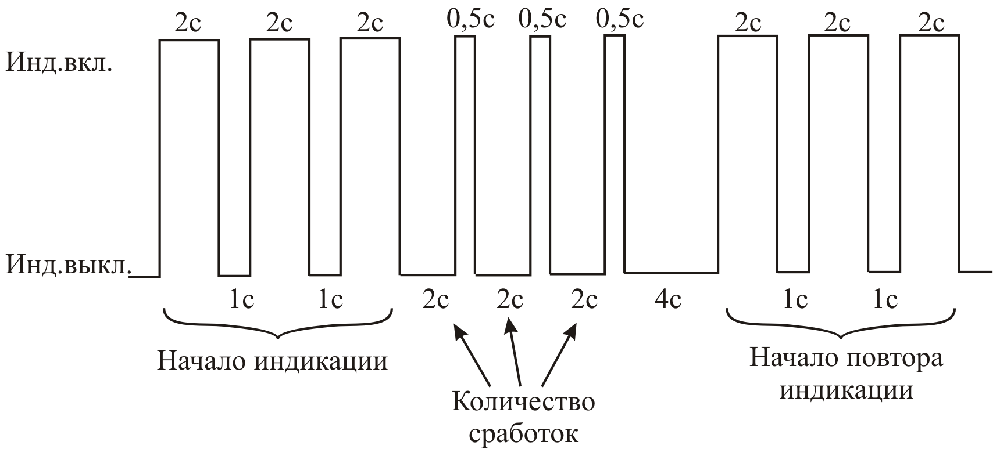 2с 2с 2с 0,5с 0,5с 0,5с 2с 2с 2с
Инд.вкл.
Инд.выкл.
1с 1с 2с 2с 2с 4с 1с 1с
Начало индикации
Количество
сработок
Начало повтора
индикации